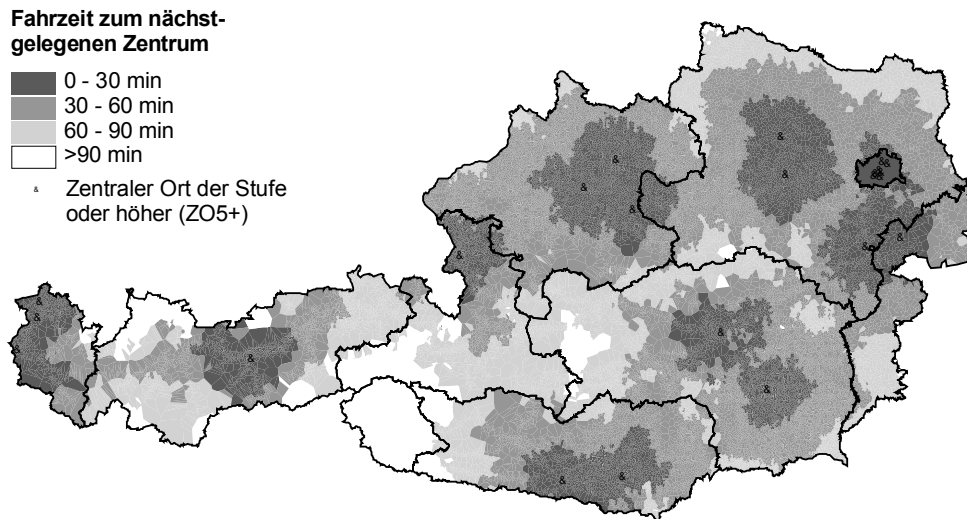 Fahrzeit zum nächst-
gelegenen Zentrum
0 - 30 min
30 - 60 min
60 - 90 min
>90 min
& Zentraler Ort der Stufe
oder höher (ZO5+)